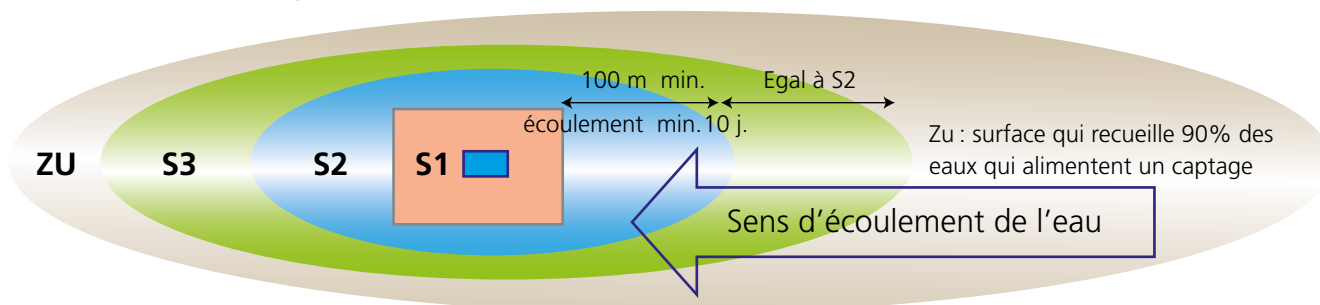 100 m min.
Egal à S2
écoulement min.10 j.
ZU
S3
S2
S1
Zu : surface qui recueille 90% des
eaux qui alimentent un captage
Sens d’écoulement de l’eau